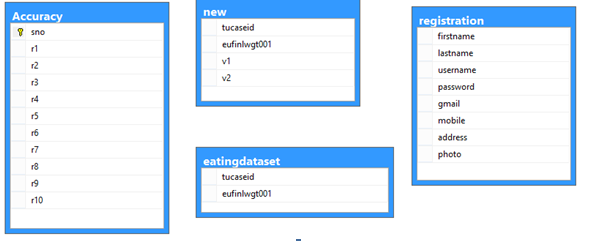 Accuracy
sno
r1
r2
r3
r4
r5
r6
r7
r8
r9
r10
new
tucaseid
eufinlwgt001
v1
v2
eatingdataset
tucaseid
eufinlwgt001
registration
firstname
lastname
username
password
gmail
mobile
address
photo